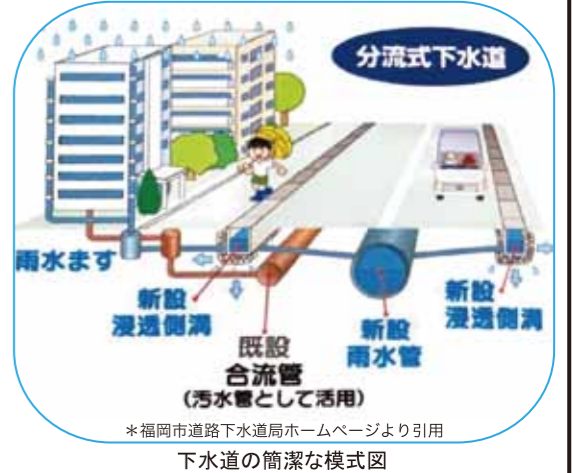 分流式下水道
雨水ます
新設
浸透側溝
既設
合流管
(汚水管として活用)
新設
雨水管
新設
浸透側溝
＊福岡市道路下水道局ホームページより引用
下水道の簡潔な模式図